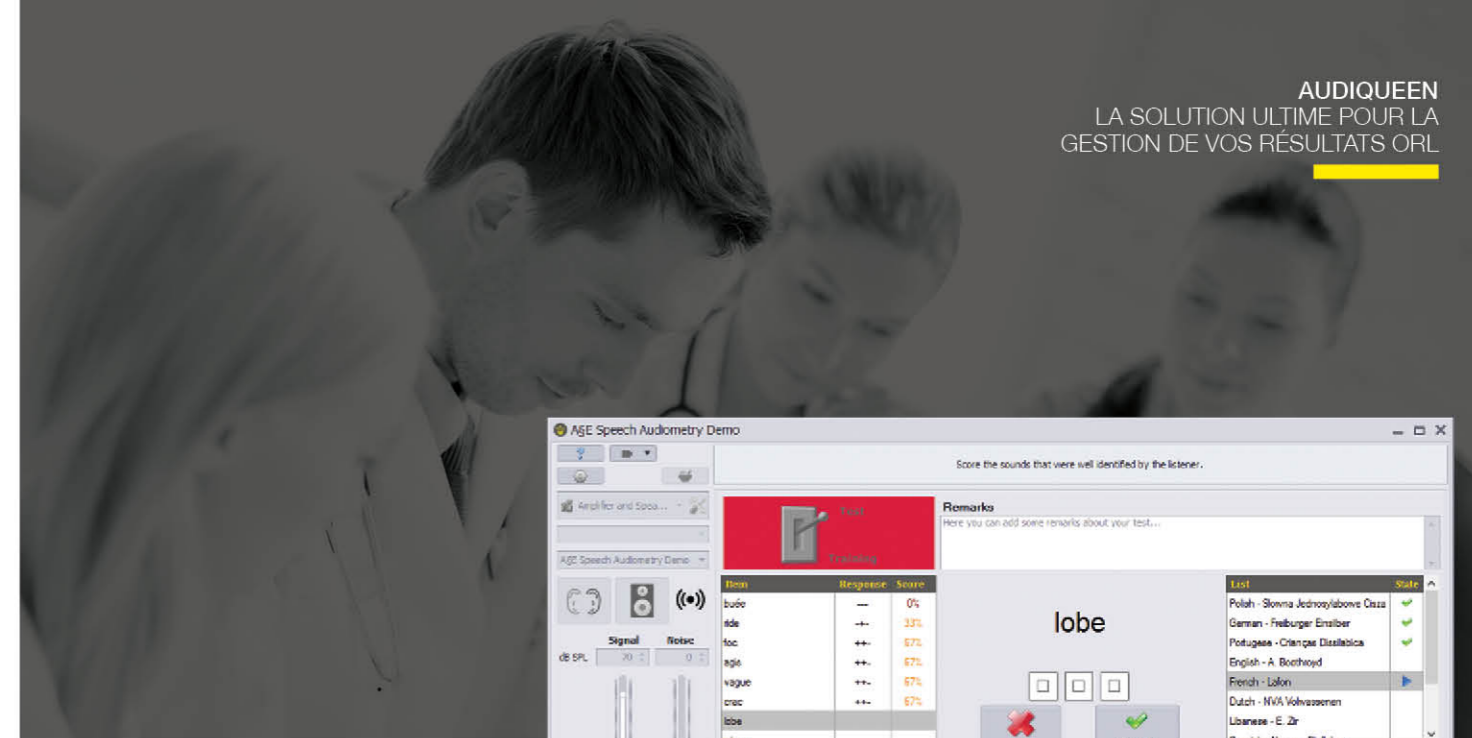 AUDIQUEEN
LA SOLUTION ULTIME POUR LA
GESTION DE VOS RÉSULTATS ORL
A§E Speech Audiometry Demo
Score the sounds that were well identified by the listener.
Amplifier and Spea...
Test
Training
Remarks
Here you can add some remarks about your test...
A§E Speech Audiometry Demo
Item Response Score
buée --- 0%
ride -+- 33%
foc ++- 67%
agis ++- 67%
vague ++- 67%
crec ++- 67%
lobe
Signal Noise
dB SPL 70 0
lobe
List State
Polish - Slowna Jednosylabowe Cisza
German - Freiburger Einsilber
Portugese - Crianças Dissilabica
English - A. Boothroyd
French - Lafon
Dutch - NVA Volwassenen
Libanese - E. Zir